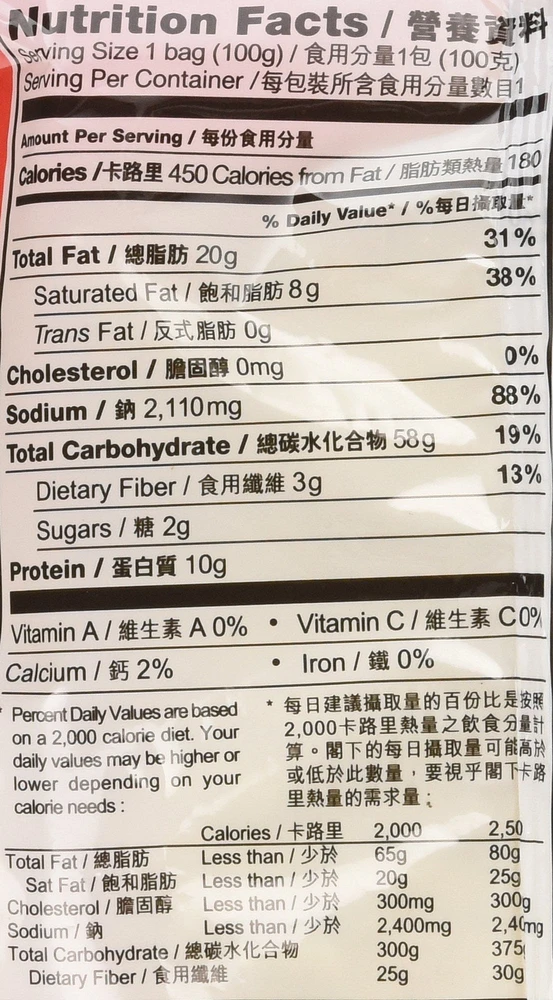 Nutrition Facts / 營養資料
Serving Size 1 bag (100g) / 食用分量1包 (100克)
Serving Per Container /每包裝所含食用分量數目1
Amount Per Serving / 每份食用分量
Calories /卡路里 450 Calories from Fat / 脂肪類熱量 180
% Daily Value* / %每日攝取量*
Total Fat / 總脂肪 20g 31%
Saturated Fat / 飽和脂肪 8g 38%
Trans Fat / 反式脂肪 0g
Cholesterol / 膽固醇 0mg 0%
Sodium / 鈉 2,110mg 88%
Total Carbohydrate / 總碳水化合物 58g 19%
Dietary Fiber / 食用纖維 3g 13%
Sugars / 糖 2g
Protein / 蛋白質 10g
Vitamin A / 維生素 A 0% • Vitamin C / 維生素 C 0%
Calcium / 鈣 2% • Iron / 鐵 0%
* Percent Daily Values are based
on a 2,000 calorie diet. Your
daily values may be higher or
lower depending on your
calorie needs :
* 每日建議攝取量的百份比是按照
2,000卡路里熱量之飲食分量計
算。閣下的每日攝取量可能高於
或低於此數量，要視乎閣下卡路
里熱量的需求量：
Calories / 卡路里 2,000 2,50
Total Fat / 總脂肪 Less than / 少於 65g 80g
Sat Fat / 飽和脂肪 Less than / 少於 20g 25g
Cholesterol / 膽固醇 Less than / 少於 300mg 300g
Sodium / 鈉 Less than / 少於 2,400mg 2,40mg
Total Carbohydrate / 總碳水化合物 300g 375
Dietary Fiber / 食用纖維 25g 30g